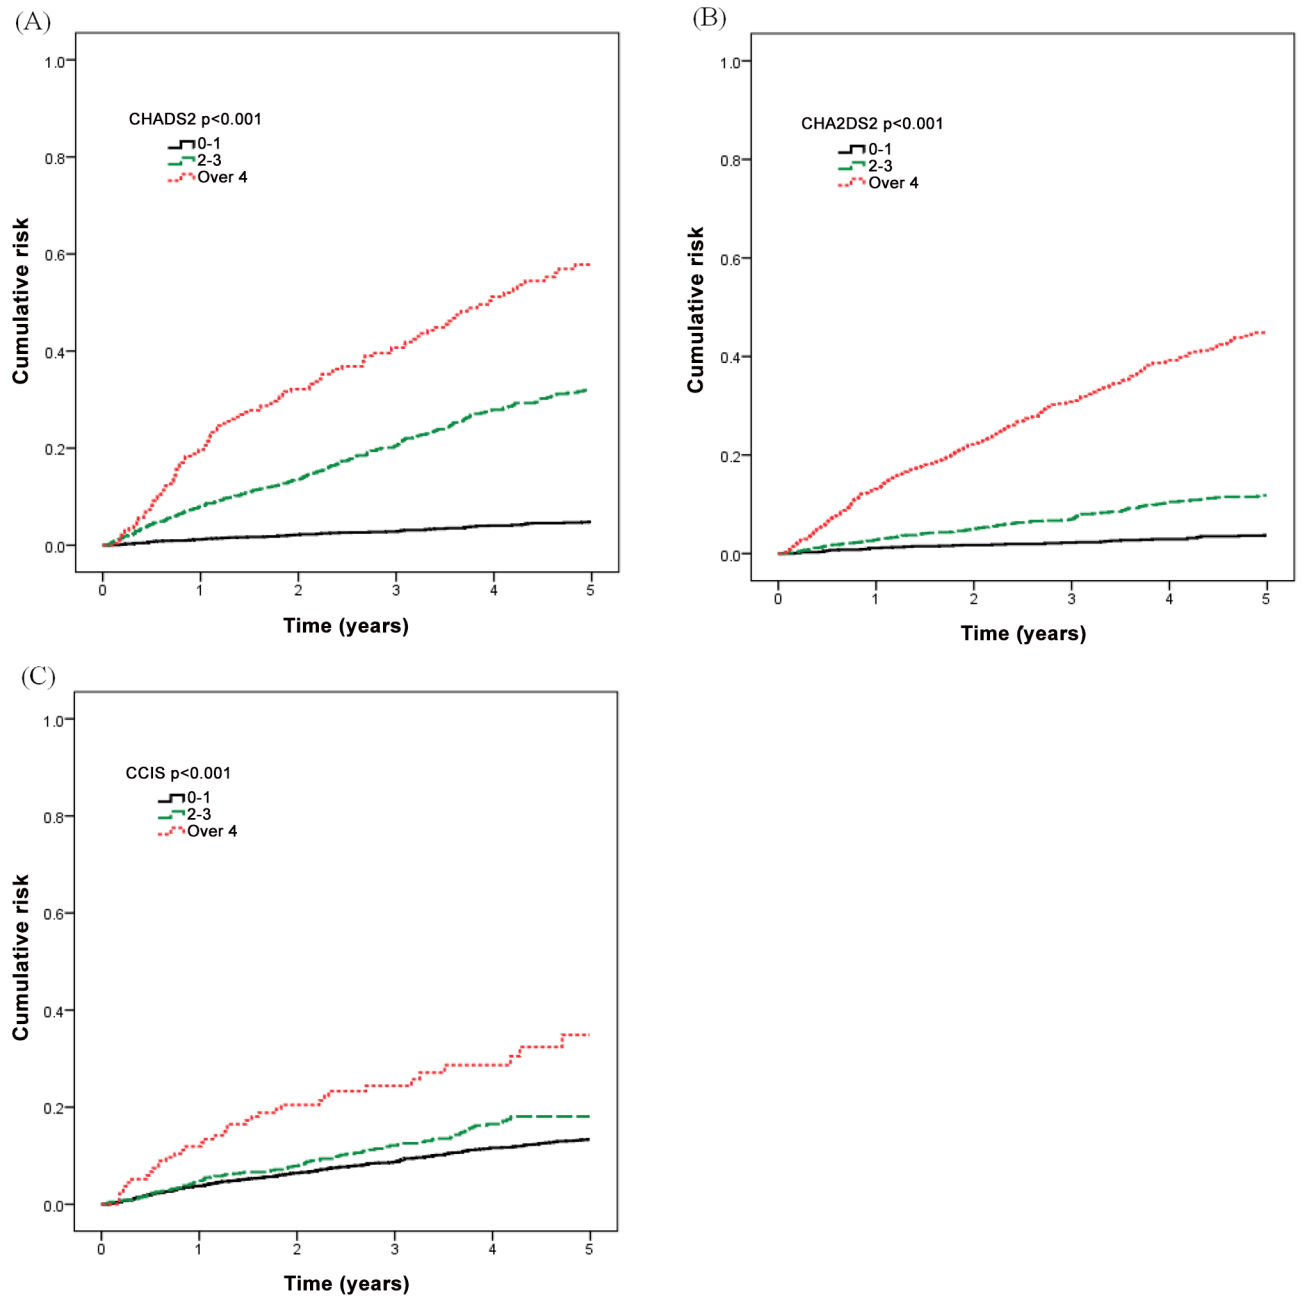 (A)
CHADS2 p<0.001
0-1
2-3
Over 4
Cumulative risk
1.0
0.8
0.6
0.4
0.2
0.0
0 1 2 3 4 5
Time (years)
(B)
CHA2DS2 p<0.001
0-1
2-3
Over 4
Cumulative risk
1.0
0.8
0.6
0.4
0.2
0.0
0 1 2 3 4 5
Time (years)
(C)
CCIS p<0.001
0-1
2-3
Over 4
Cumulative risk
1.0
0.8
0.6
0.4
0.2
0.0
0 1 2 3 4 5
Time (years)